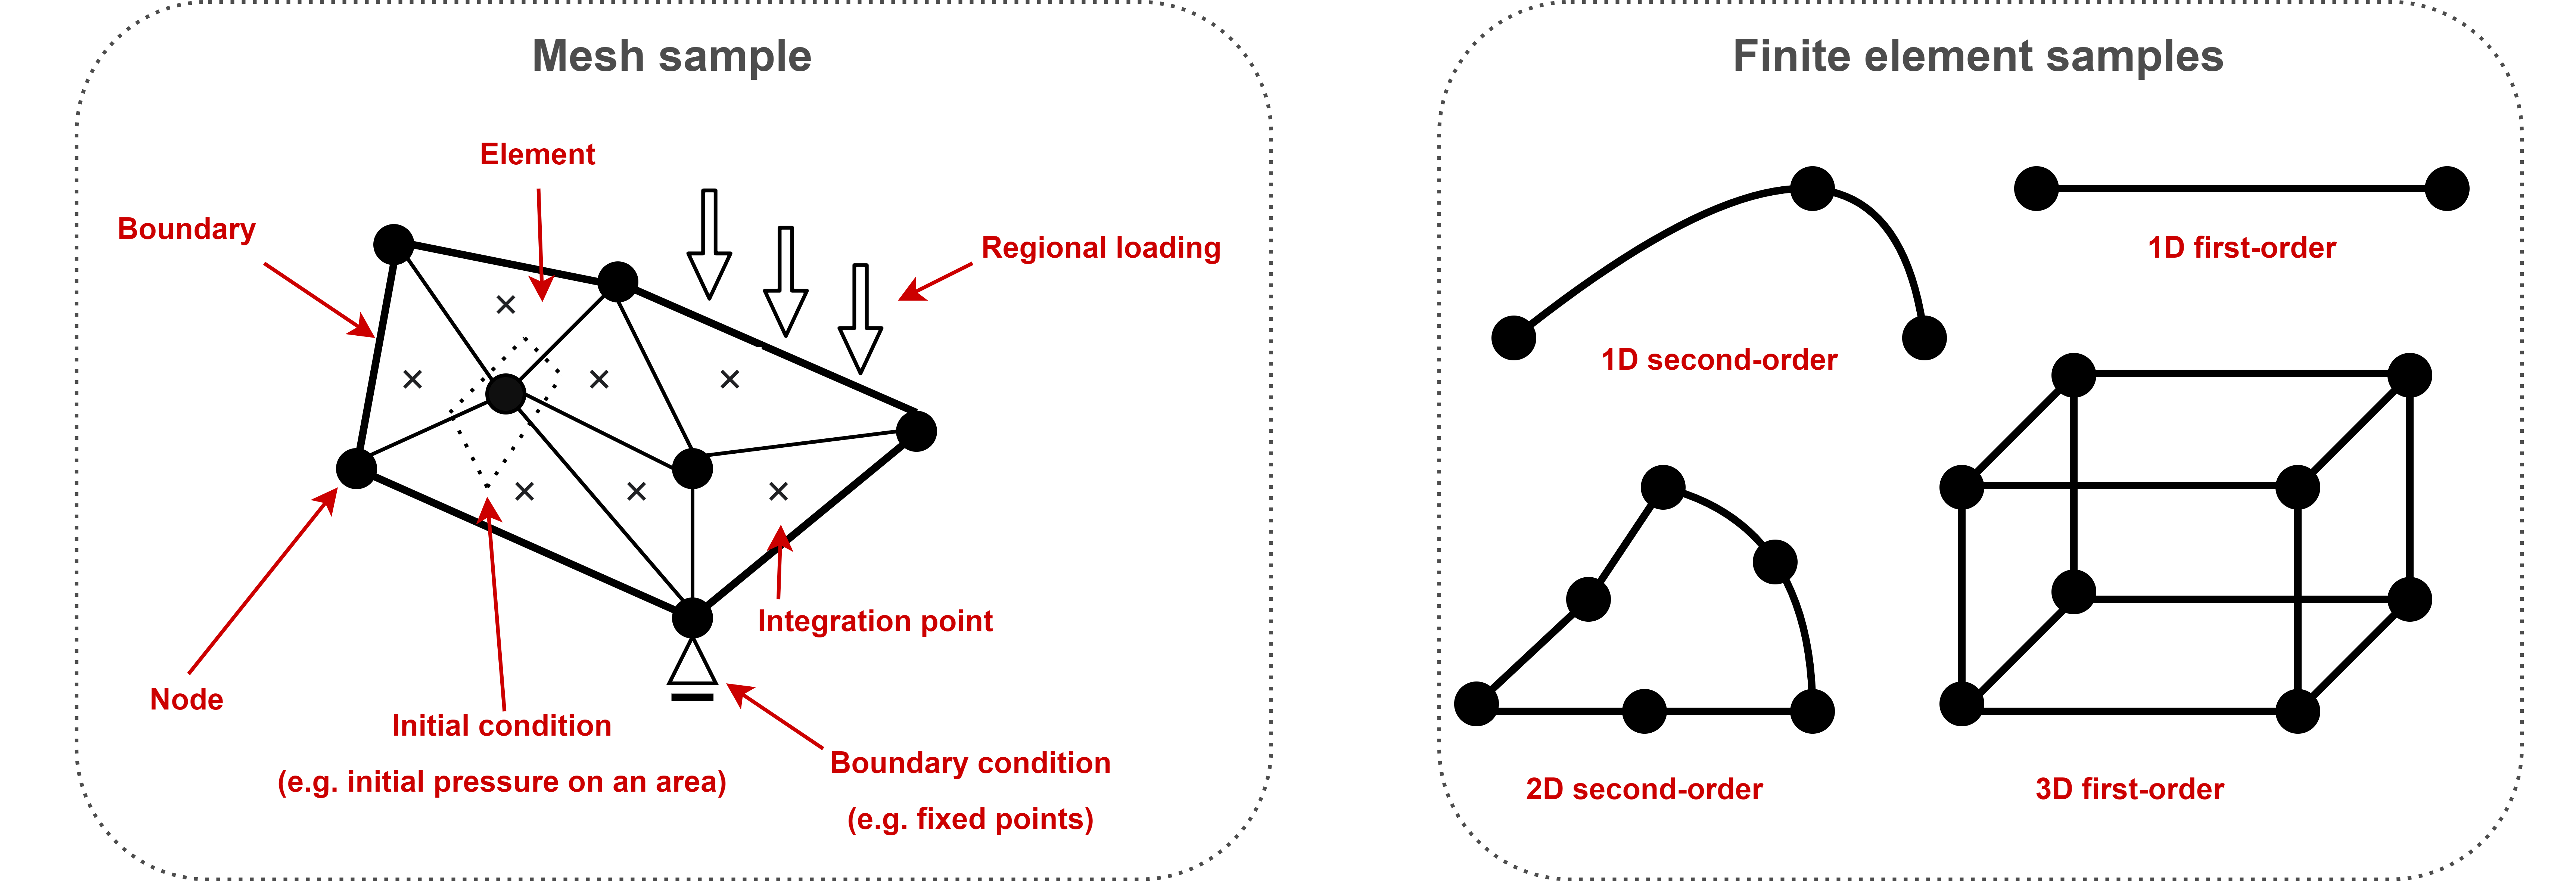 Mesh sample
Element
Boundary
Regional loading
Integration point
Node
Initial condition
(e.g. initial pressure on an area)
Boundary condition
(e.g. fixed points)
Finite element samples
1D first-order
1D second-order
2D second-order
3D first-order